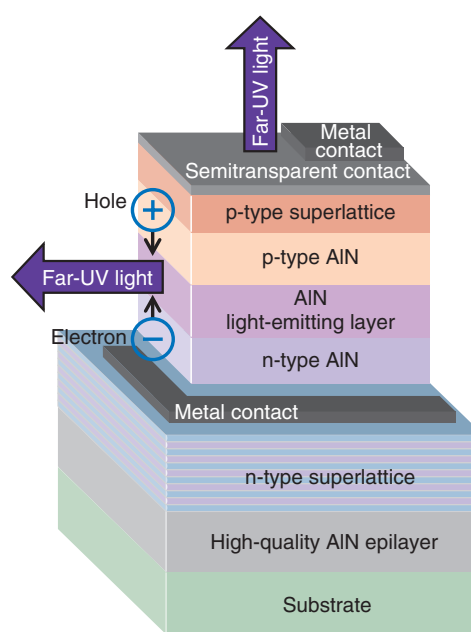 Far-UV light
Metal
contact
Semitransparent contact
Hole
+
p-type superlattice
p-type AlN
Far-UV light
AlN
light-emitting layer
Electron
−
n-type AlN
Metal contact
n-type superlattice
High-quality AlN epilayer
Substrate